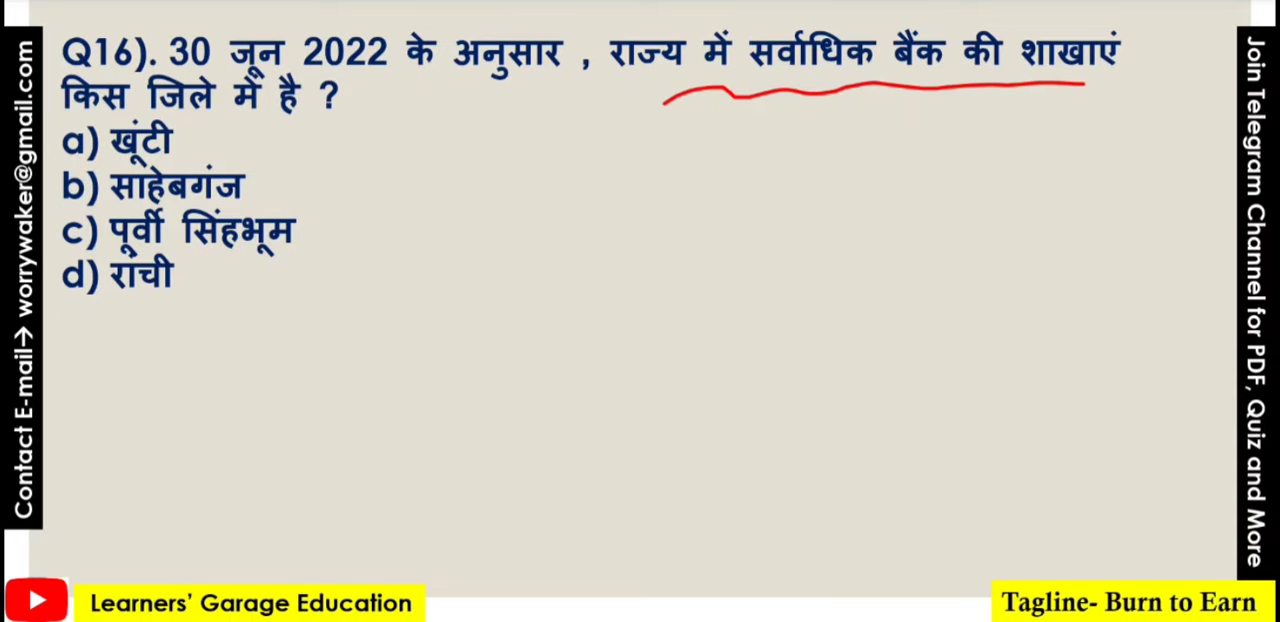 Q16). 30 जून 2022 के अनुसार , राज्य में सर्वाधिक बैंक की शाखाएं
किस जिले में है ?
a) खूंटी
b) साहेबगंज
c) पूर्वी सिंहभूम
d) रांची
Contact E-mail→ worrywaker@gmail.com
Join Telegram Channel for PDF, Quiz and More
Learners’ Garage Education
Tagline- Burn to Earn